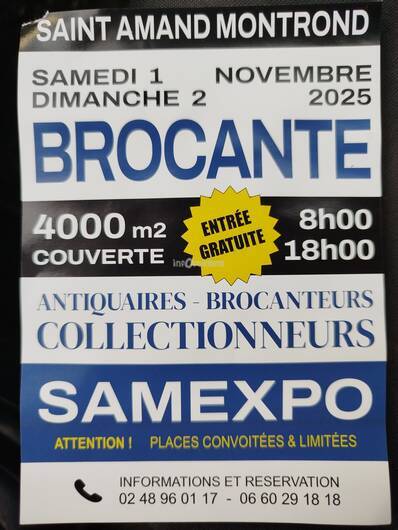 SAINT AMAND MONTROND
SAMEDI 1 NOVEMBRE
DIMANCHE 2 2025
BROCANTE
4000 m2
COUVERTE
ENTRÉE
GRATUITE
8h00
18h00
ANTIQUAIRES - BROCANTEURS
COLLECTIONNEURS
SAMEXPO
ATTENTION ! PLACES CONVOITÉES & LIMITÉES
INFORMATIONS ET RESERVATION
02 48 96 01 17 - 06 60 29 18 18